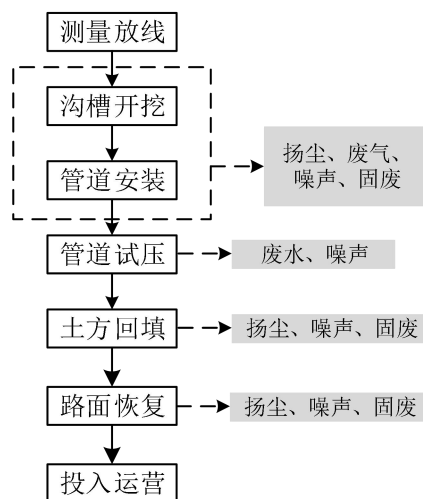 测量放线
沟槽开挖
管道安装
扬尘、废气、
噪声、固废
管道试压
废水、噪声
土方回填
扬尘、噪声、固废
路面恢复
扬尘、噪声、固废
投入运营